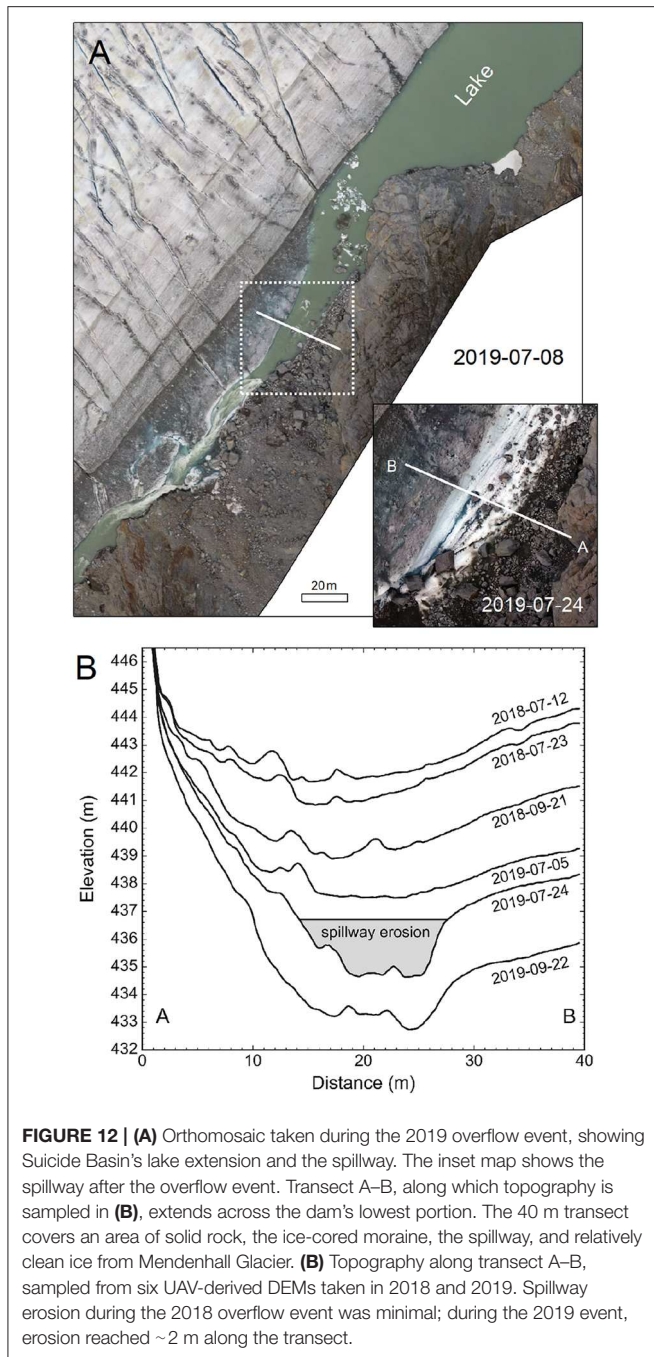 A
Lake
2019-07-08
B
A
20m
2019-07-24
B
446
445
444
443
442
441
440
439
438
437
436
435
434
433
432
Elevation (m)
2018-07-12
2018-07-23
2018-09-21
2019-07-05
2019-07-24
2019-09-22
spillway erosion
A
B
0
10
20
30
40
Distance (m)
FIGURE 12 | (A) Orthomosaic taken during the 2019 overflow event, showing
Suicide Basin's lake extension and the spillway. The inset map shows the
spillway after the overflow event. Transect A–B, along which topography is
sampled in (B), extends across the dam's lowest portion. The 40 m transect
covers an area of solid rock, the ice-cored moraine, the spillway, and relatively
clean ice from Mendenhall Glacier. (B) Topography along transect A–B,
sampled from six UAV-derived DEMs taken in 2018 and 2019. Spillway
erosion during the 2018 overflow event was minimal; during the 2019 event,
erosion reached ~2 m along the transect.